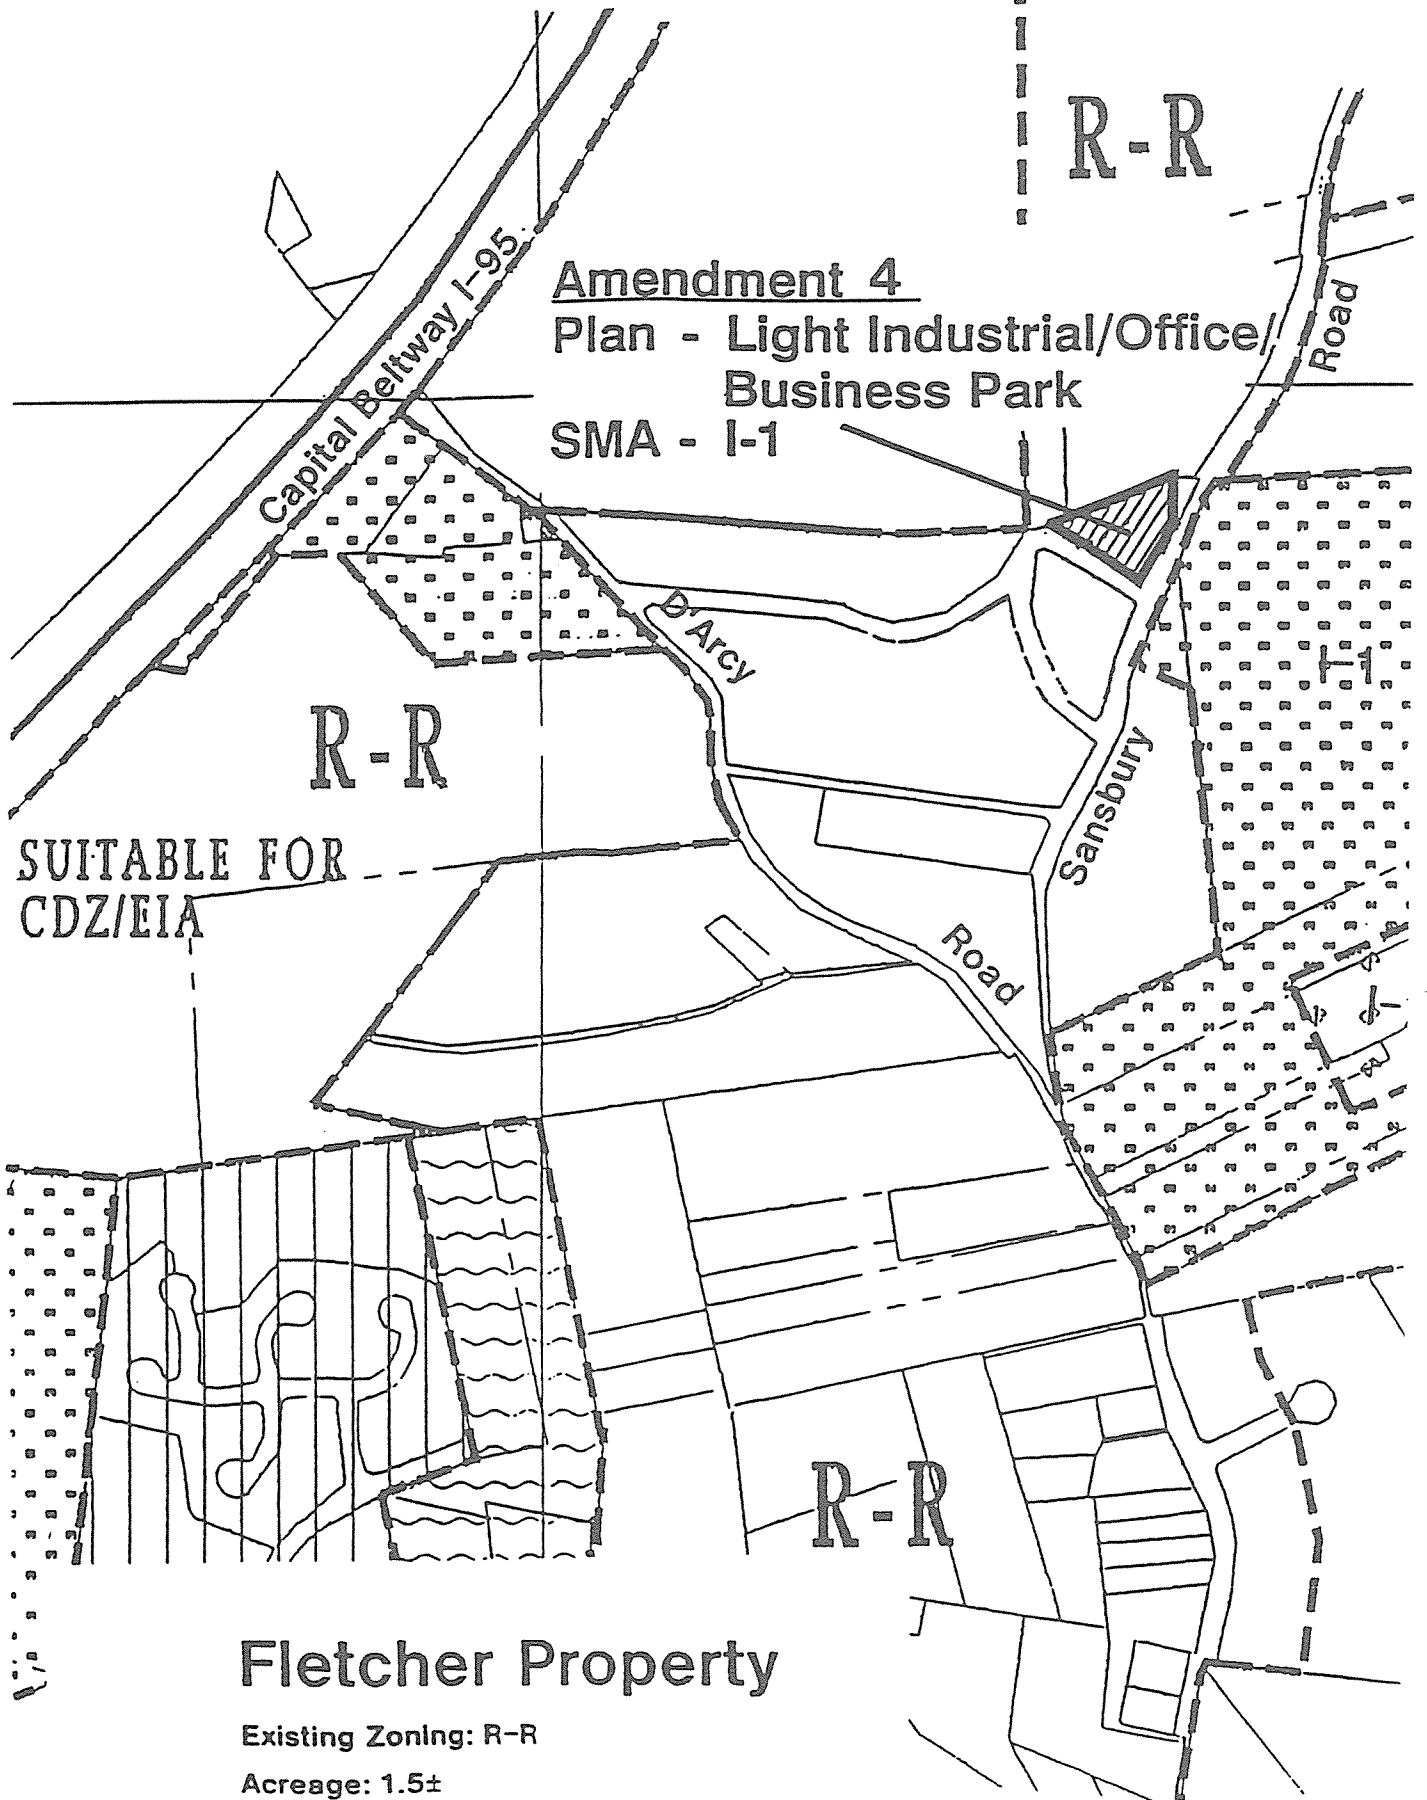 R-R
Capital Beltway I-95
Amendment 4
Plan - Light Industrial/Office/
Business Park
SMA - I-1
Road
D'Arcy
I-1
R-R
Sansbury
SUITABLE FOR
CDZ/EIA
Road
R-R
Fletcher Property
Existing Zoning: R-R
Acreage: 1.5±